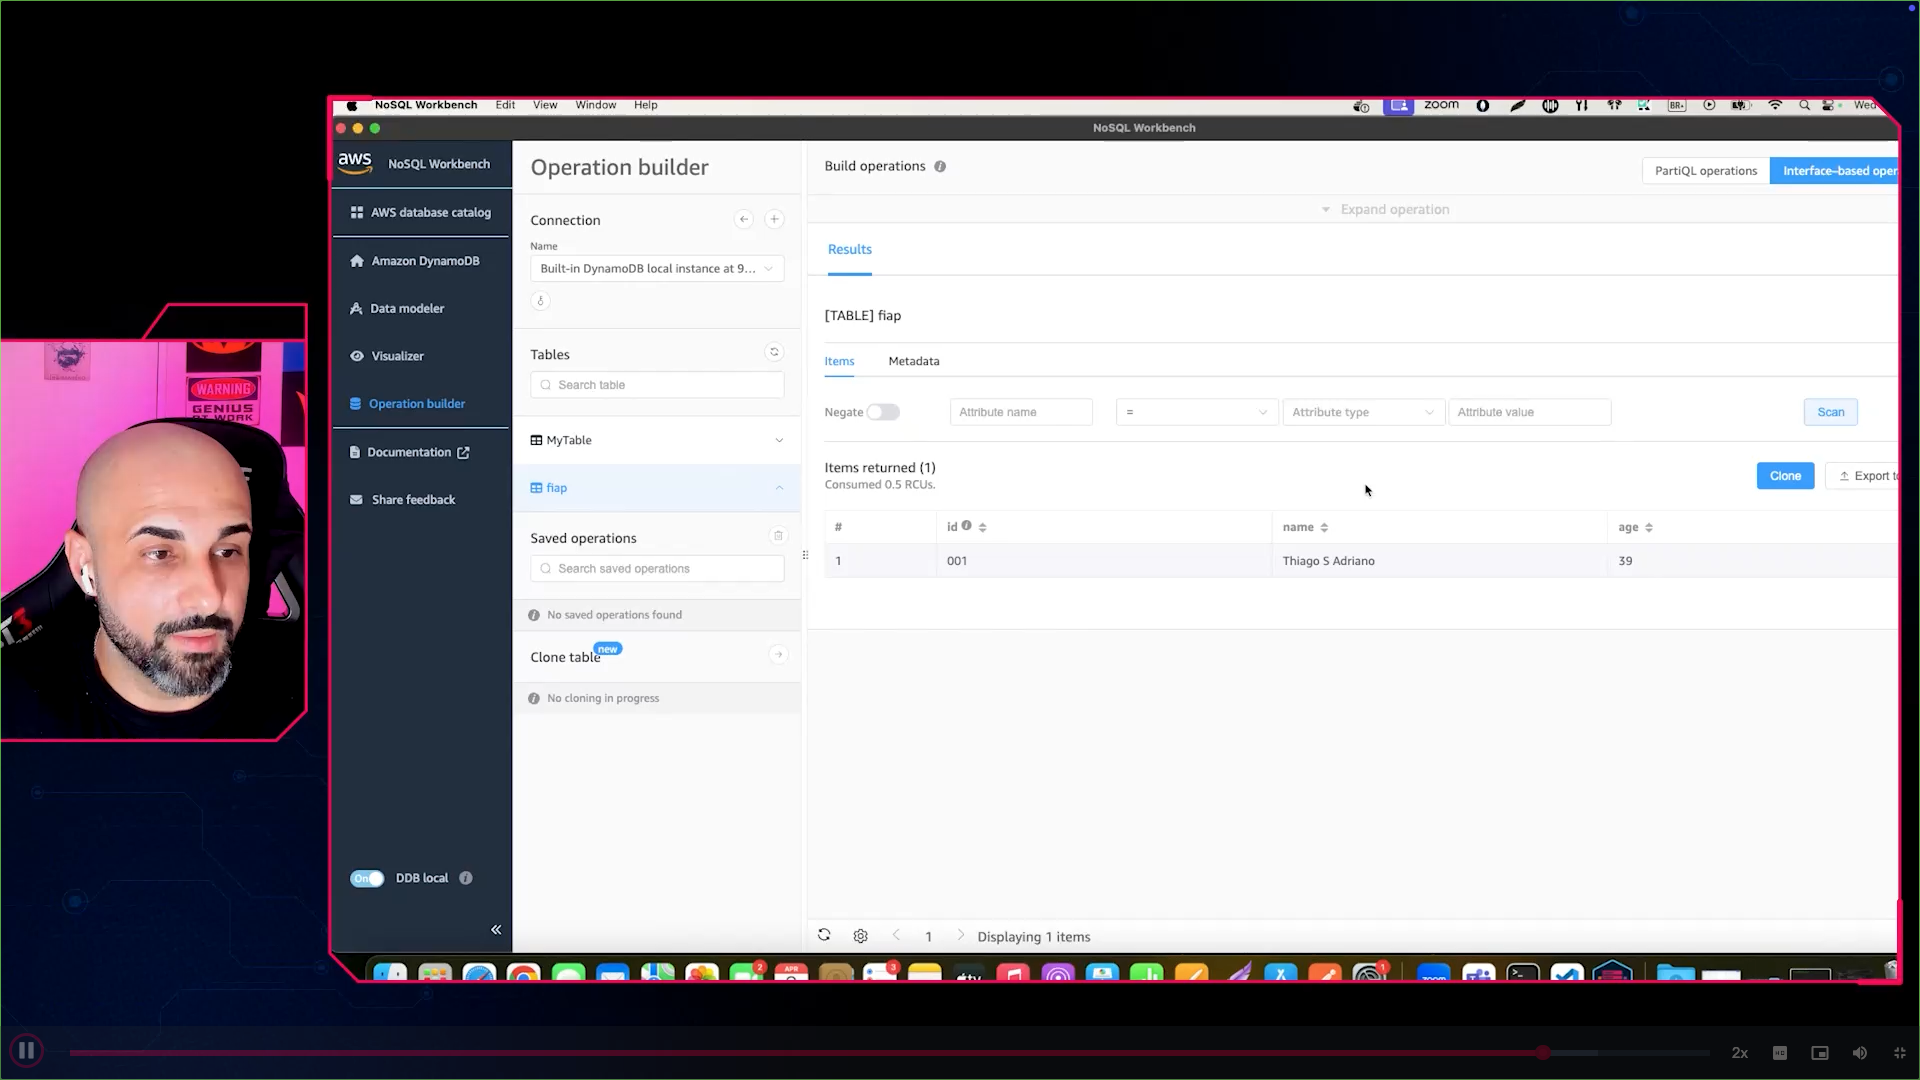 NoSQL Workbench Edit View Window Help
zoom
Wed
NoSQL Workbench
aws NoSQL Workbench
AWS database catalog
Amazon DynamoDB
Data modeler
Visualizer
Operation builder
Documentation
Share feedback
On DDB local
Operation builder
Connection
Name
Built-in DynamoDB local instance at 9...
Tables
Search table
MyTable
fiap
Saved operations
Search saved operations
No saved operations found
Clone table new
No cloning in progress
Build operations
PartiQL operations Interface-based oper
Expand operation
Results
[TABLE] fiap
Items Metadata
Negate Attribute name = Attribute type Attribute value Scan
Items returned (1)
Consumed 0.5 RCUs.
Clone Export to
# id name age
1 001 Thiago S Adriano 39
1 Displaying 1 items
WARNING
GENIUS
AT WORK
2x